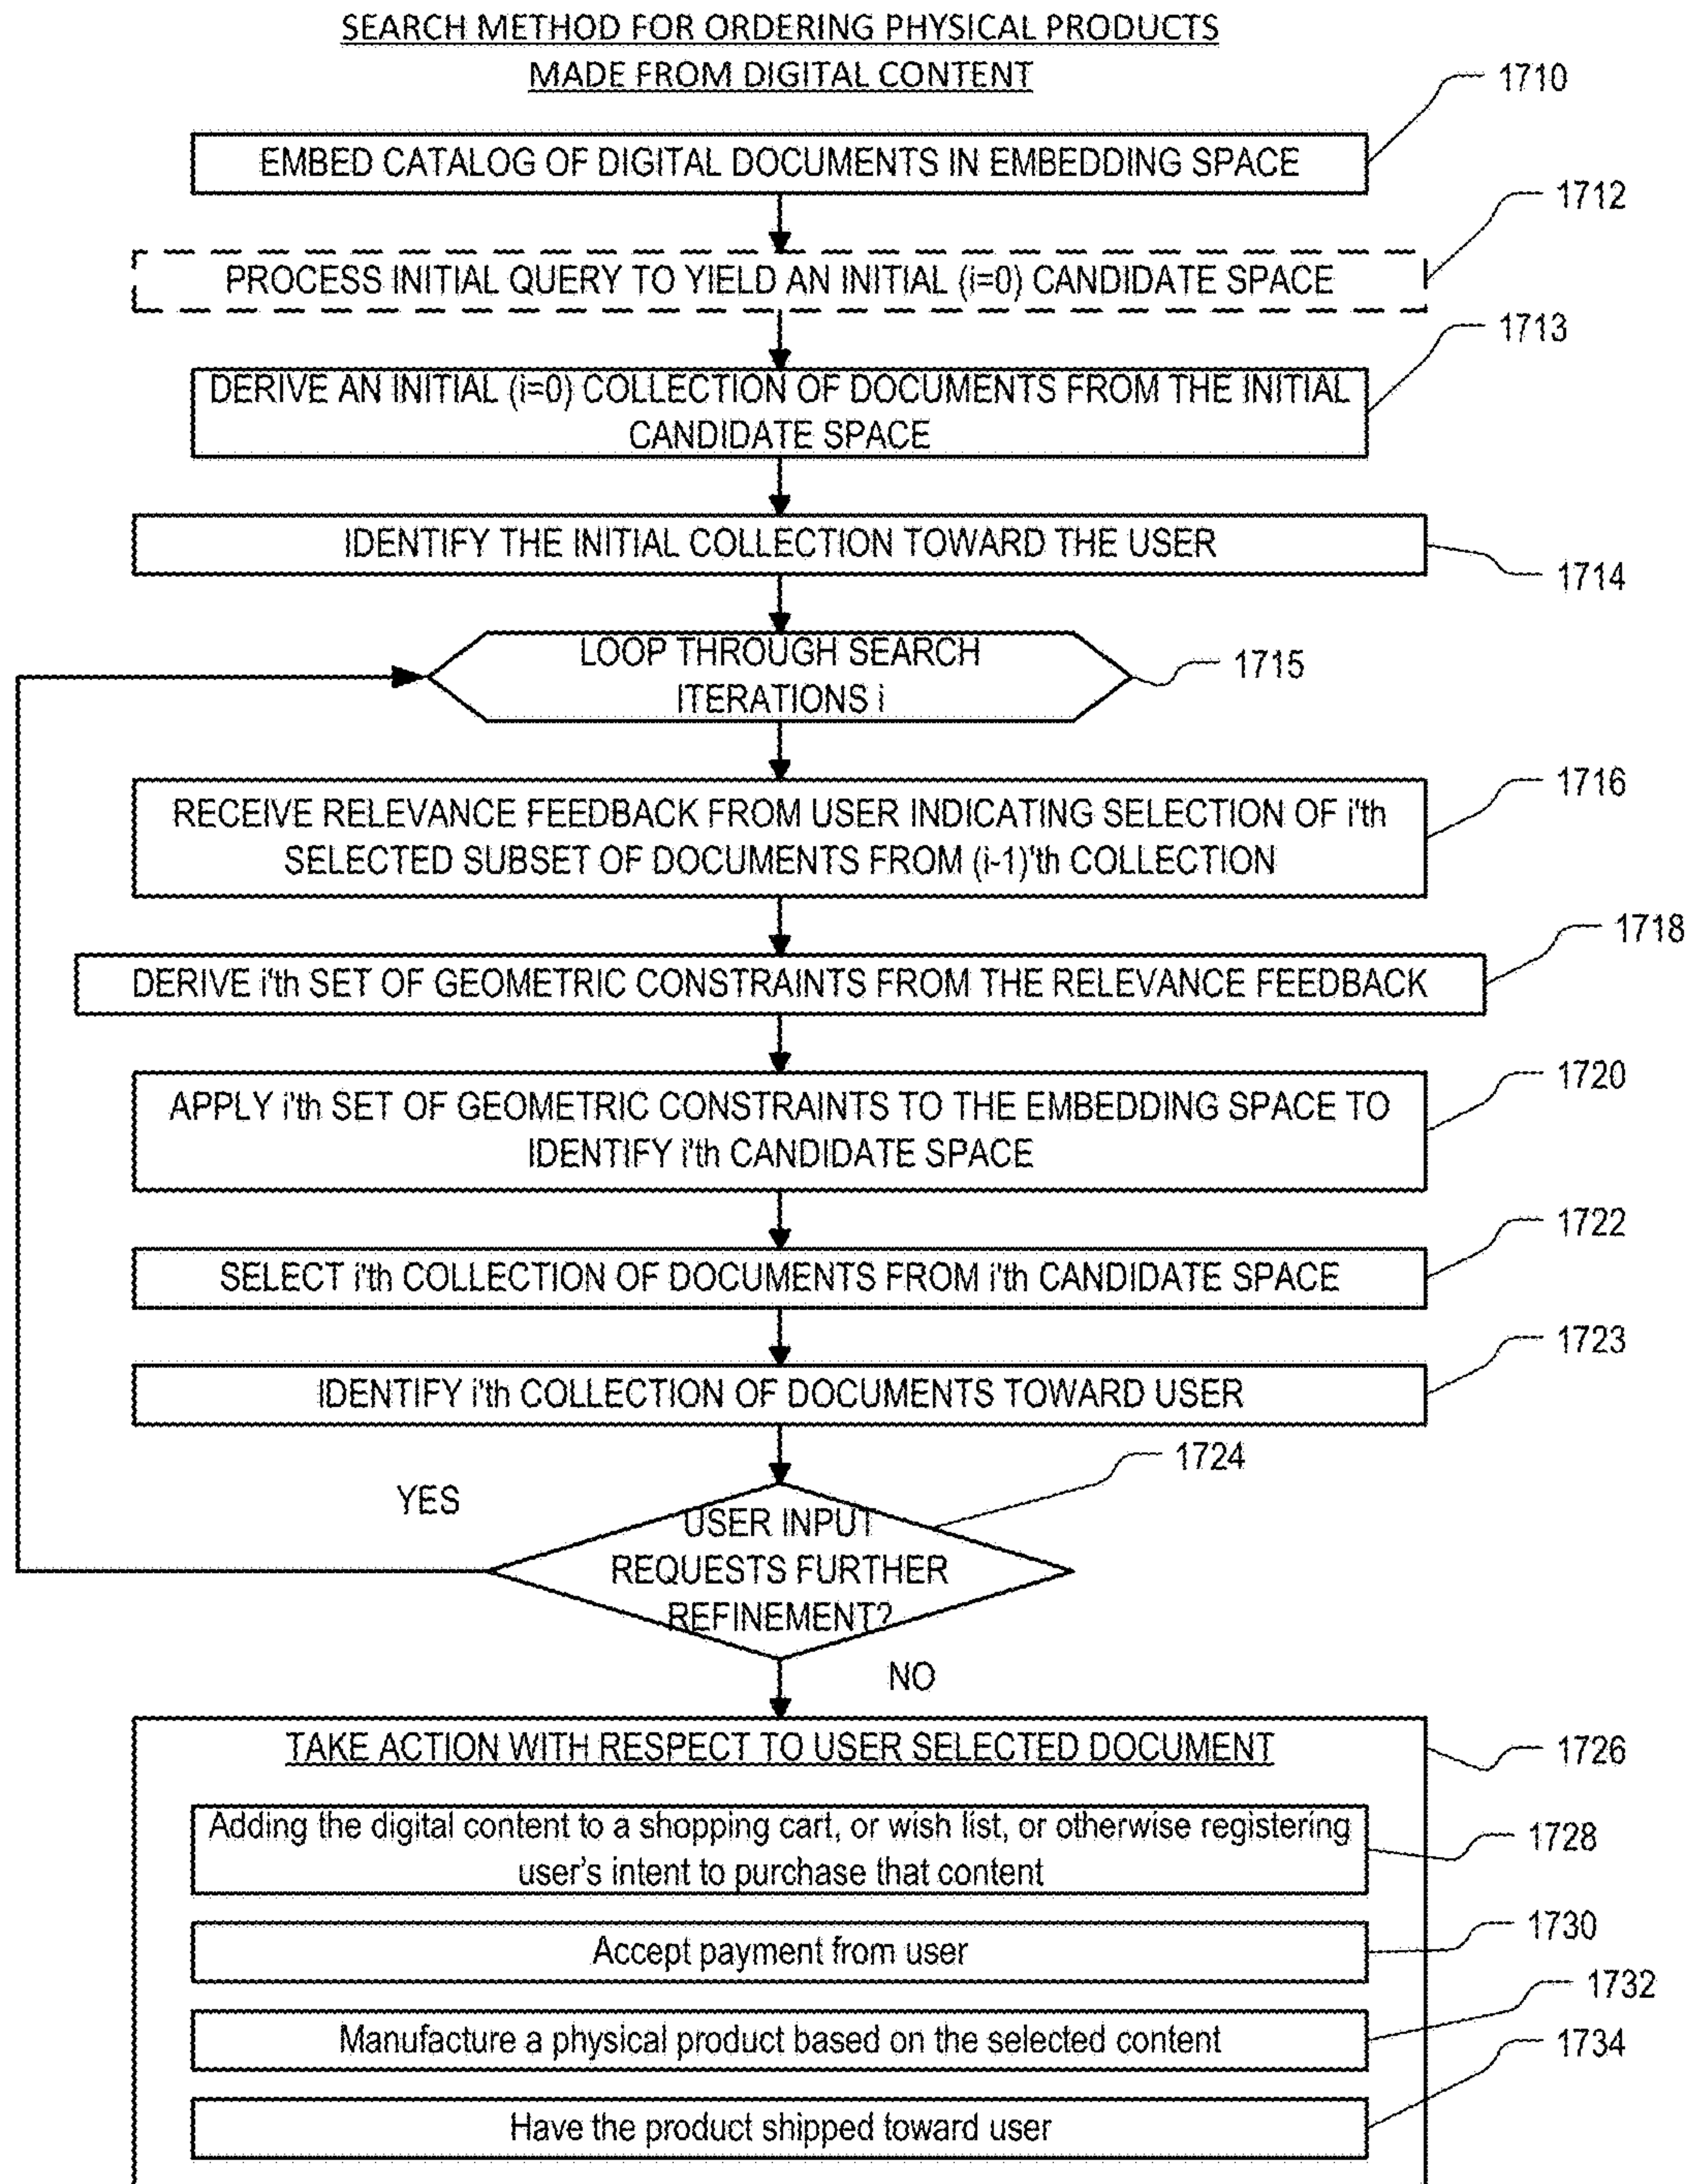 SEARCH METHOD FOR ORDERING PHYSICAL PRODUCTS
MADE FROM DIGITAL CONTENT
1710
EMBED CATALOG OF DIGITAL DOCUMENTS IN EMBEDDING SPACE
1712
PROCESS INITIAL QUERY TO YIELD AN INITIAL (i=0) CANDIDATE SPACE
1713
DERIVE AN INITIAL (i=0) COLLECTION OF DOCUMENTS FROM THE INITIAL
CANDIDATE SPACE
IDENTIFY THE INITIAL COLLECTION TOWARD THE USER
1714
LOOP THROUGH SEARCH
ITERATIONS i
1715
1716
RECEIVE RELEVANCE FEEDBACK FROM USER INDICATING SELECTION OF i'th
SELECTED SUBSET OF DOCUMENTS FROM (i-1)'th COLLECTION
1718
DERIVE i'th SET OF GEOMETRIC CONSTRAINTS FROM THE RELEVANCE FEEDBACK
1720
APPLY i'th SET OF GEOMETRIC CONSTRAINTS TO THE EMBEDDING SPACE TO
IDENTIFY i'th CANDIDATE SPACE
1722
SELECT i'th COLLECTION OF DOCUMENTS FROM i'th CANDIDATE SPACE
1723
IDENTIFY i'th COLLECTION OF DOCUMENTS TOWARD USER
1724
YES
USER INPUT
REQUESTS FURTHER
REFINEMENT?
NO
TAKE ACTION WITH RESPECT TO USER SELECTED DOCUMENT
1726
Adding the digital content to a shopping cart, or wish list, or otherwise registering
user's intent to purchase that content
1728
Accept payment from user
1730
Manufacture a physical product based on the selected content
1732
Have the product shipped toward user
1734